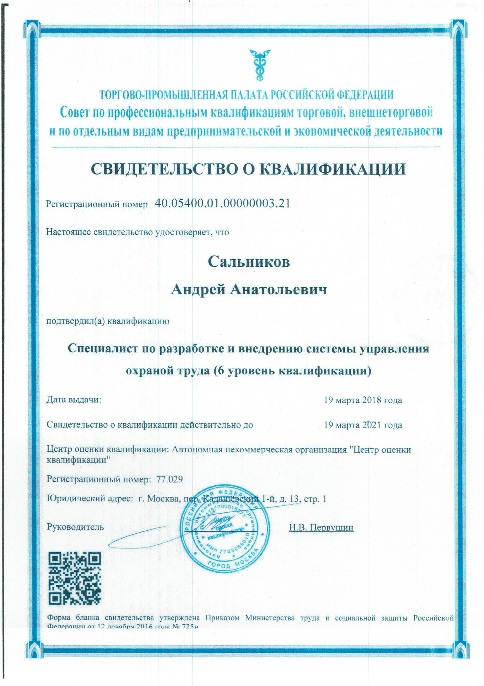 ТОРГОВО-ПРОМЫШЛЕННАЯ ПАЛАТА РОССИЙСКОЙ ФЕДЕРАЦИИ
Совет по профессиональным квалификациям торговой, внешнеторговой
и по отдельным видам предпринимательской и экономической деятельности
СВИДЕТЕЛЬСТВО О КВАЛИФИКАЦИИ
Регистрационный номер 40.05400.01.00000003.21
Настоящее свидетельство удостоверяет, что
Сальников
Андрей Анатольевич
подтвердил(а) квалификацию
Специалист по разработке и внедрению системы управления
охраной труда (6 уровень квалификации)
Дата выдачи: 19 марта 2018 года
Свидетельство о квалификации действительно до 19 марта 2021 года
Центр оценки квалификации: Автономная некоммерческая организация "Центр оценки
квалификации"
Регистрационный номер: 77.029
Юридический адрес: г. Москва, пер. Кадашёвский 1-й, д. 13, стр. 1
Руководитель Н.В. Первушин
ГОРОД МОСКВА
Форма бланка свидетельства утверждена Приказом Министерства труда и социальной защиты Российской
Федерации от 12 декабря 2016 года № 725н